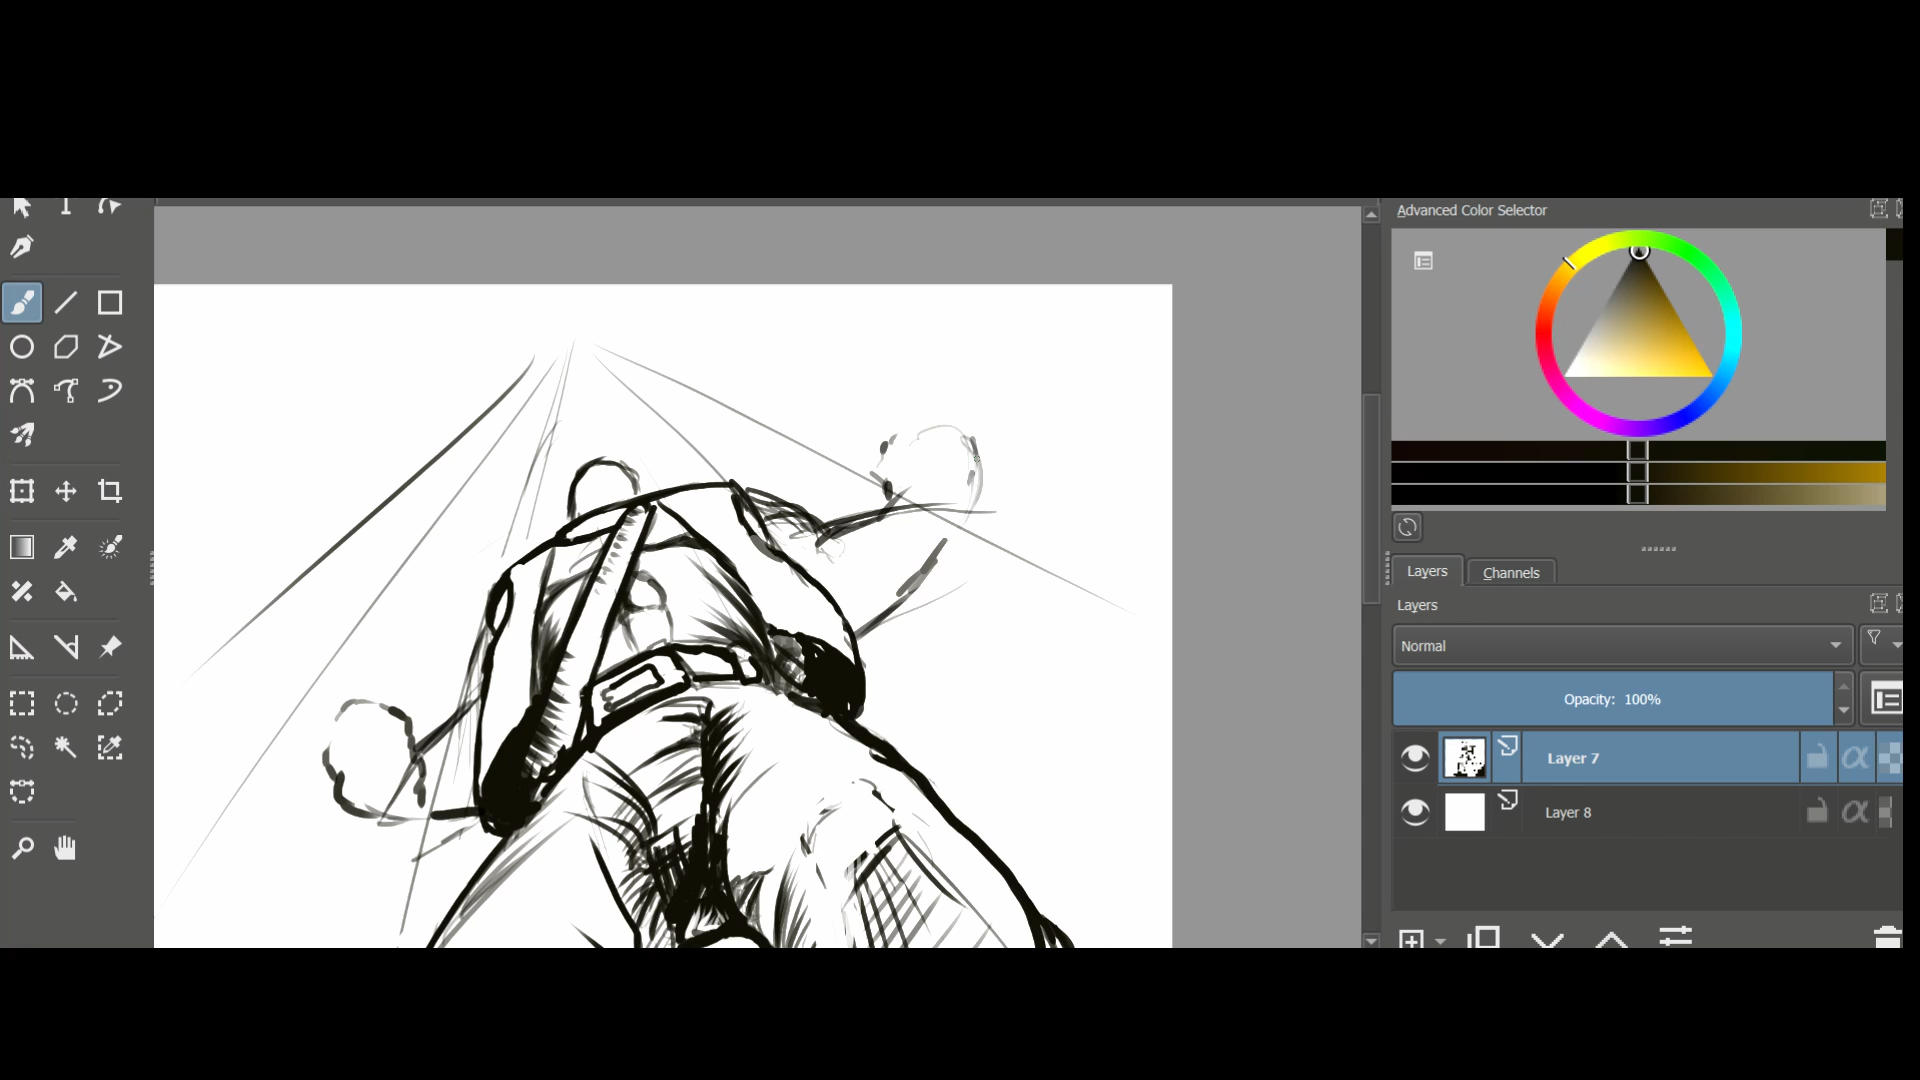 Advanced Color Selector
Layers
Channels
Layers
Normal
Opacity: 100%
Layer 7
Layer 8